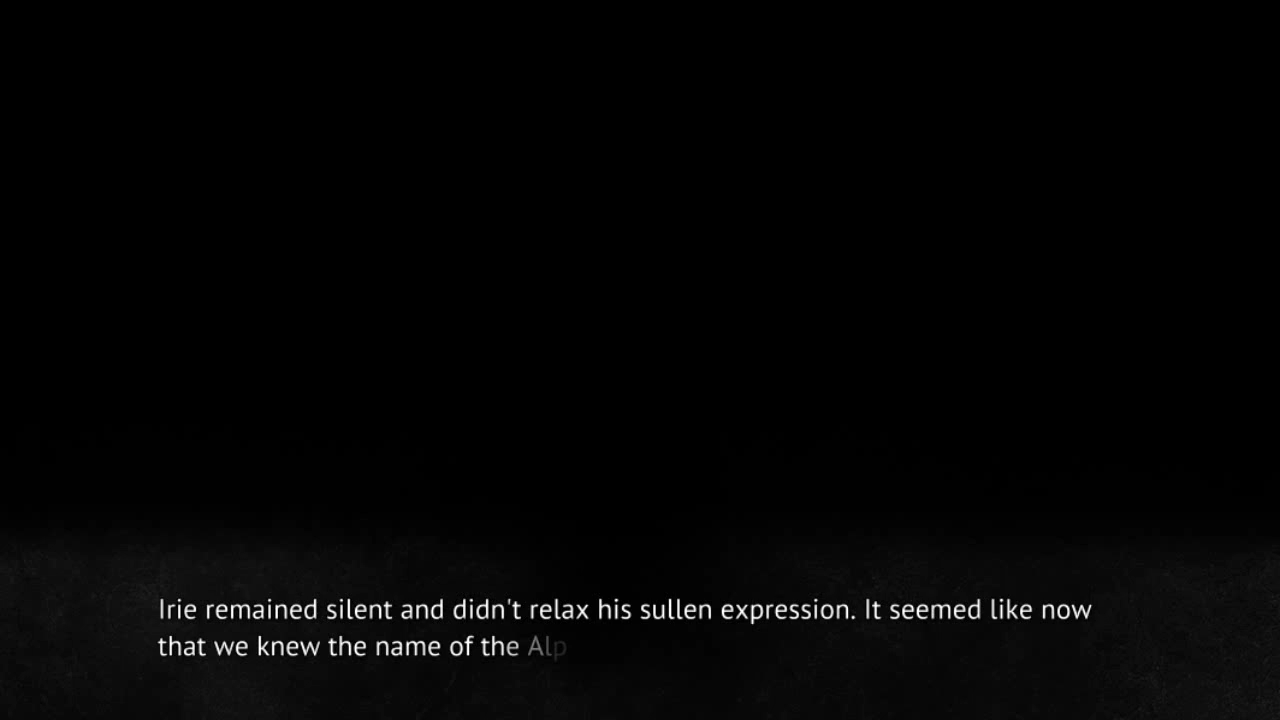 Irie remained silent and didn't relax his sullen expression. It seemed like now
that we knew the name of the Alp